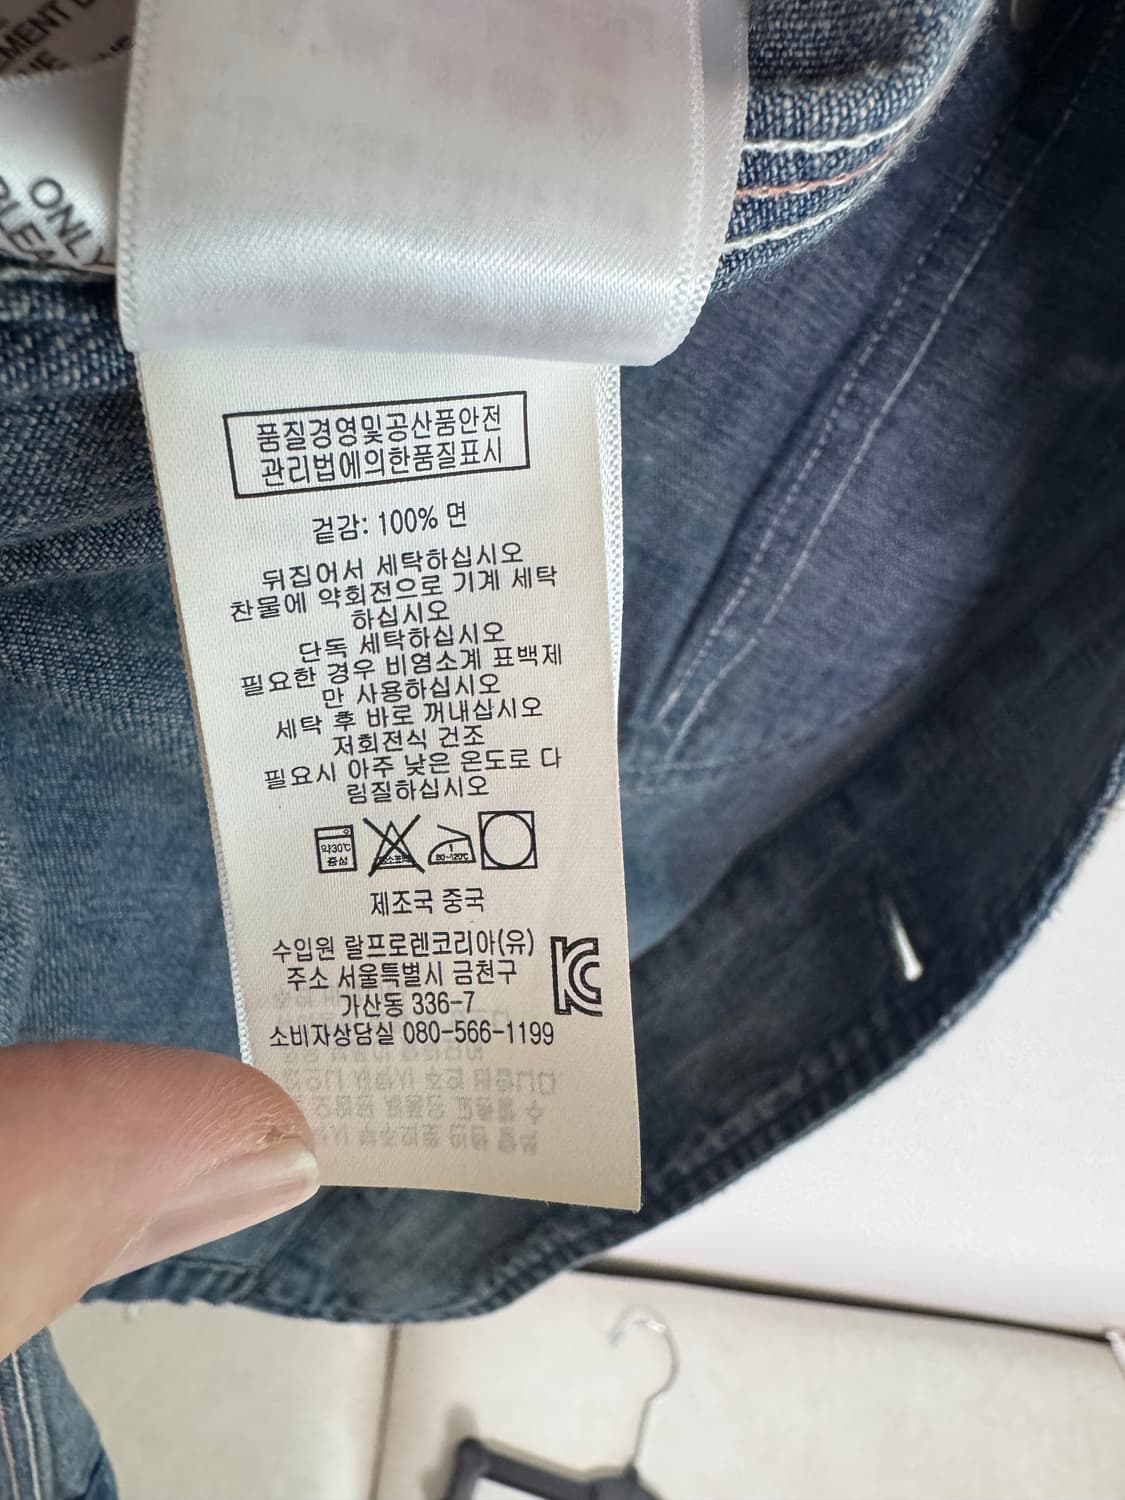 ONLY
품질경영및공산품안전
관리법에의한품질표시
겉감: 100% 면
뒤집어서 세탁하십시오
찬물에 약회전으로 기계 세탁
하십시오
단독 세탁하십시오
필요한 경우 비염소계 표백제
만 사용하십시오
세탁 후 바로 꺼내십시오
저회전식 건조
필요시 아주 낮은 온도로 다
림질하십시오
약30℃
중성
80~120℃
제조국 중국
수입원 랄프로렌코리아(유)
주소 서울특별시 금천구
가산동 336-7
소비자상담실 080-566-1199